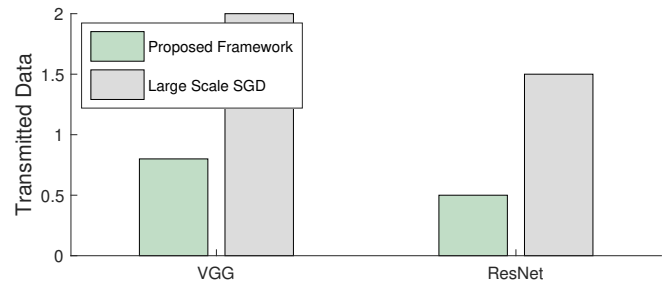 2
1.5
1
0.5
0
Transmitted Data
Proposed Framework
Large Scale SGD
VGG
ResNet